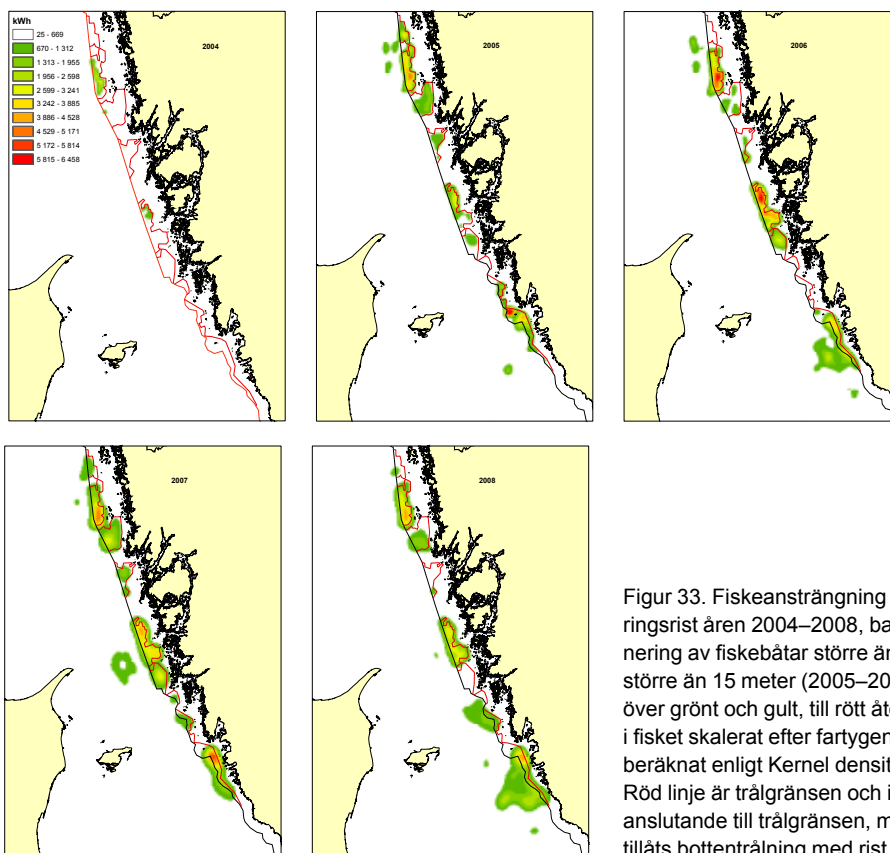 kWh
25 - 669
670 - 1 312
1 313 - 1 955
1 956 - 2 598
2 599 - 3 241
3 242 - 3 885
3 886 - 4 528
4 529 - 5 171
5 172 - 5 814
5 815 - 6 458
2004
2005
2006
2007
2008
Figur 33. Fiskeansträngning
ringsrist åren 2004–2008, ba
nering av fiskebåtar större än
större än 15 meter (2005–20
över grönt och gult, till rött åte
i fisket skalerat efter fartygen
beräknat enligt Kernel densit
Röd linje är trålgränsen och i
anslutande till trålgränsen, m
tillåts bottentrålning med rist